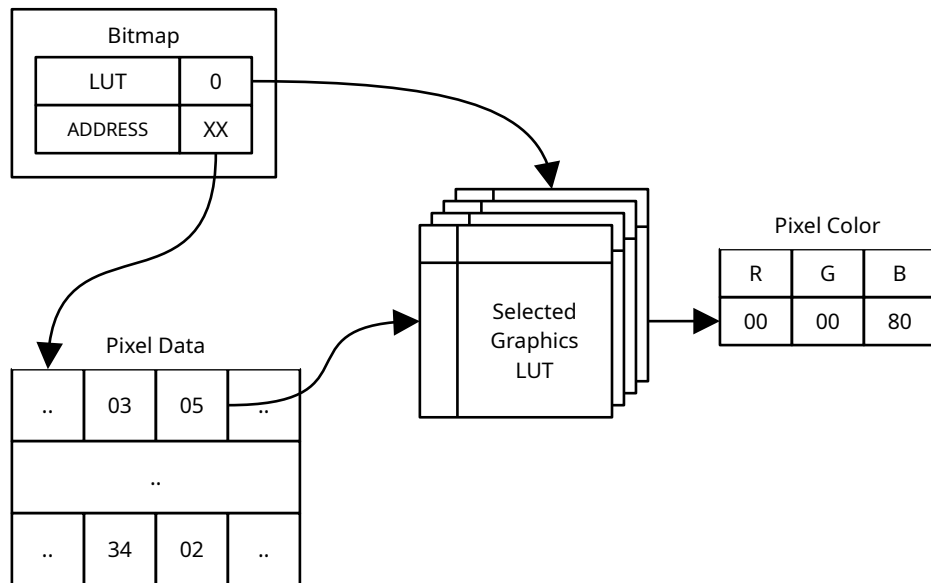 Bitmap
LUT 0
ADDRESS XX
Pixel Color
R G B
00 00 80
Selected
Graphics
LUT
Pixel Data
.. 03 05 ..
..
.. 34 02 ..